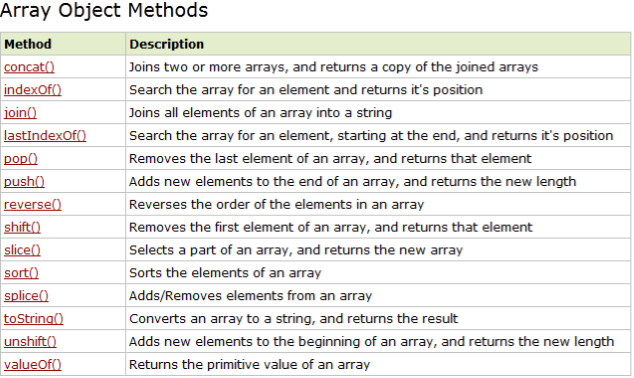 Array Object Methods
Method Description
concat() Joins two or more arrays, and returns a copy of the joined arrays
indexOf() Search the array for an element and returns it's position
join() Joins all elements of an array into a string
lastIndexOf() Search the array for an element, starting at the end, and returns it's position
pop() Removes the last element of an array, and returns that element
push() Adds new elements to the end of an array, and returns the new length
reverse() Reverses the order of the elements in an array
shift() Removes the first element of an array, and returns that element
slice() Selects a part of an array, and returns the new array
sort() Sorts the elements of an array
splice() Adds/Removes elements from an array
toString() Converts an array to a string, and returns the result
unshift() Adds new elements to the beginning of an array, and returns the new length
valueOf() Returns the primitive value of an array